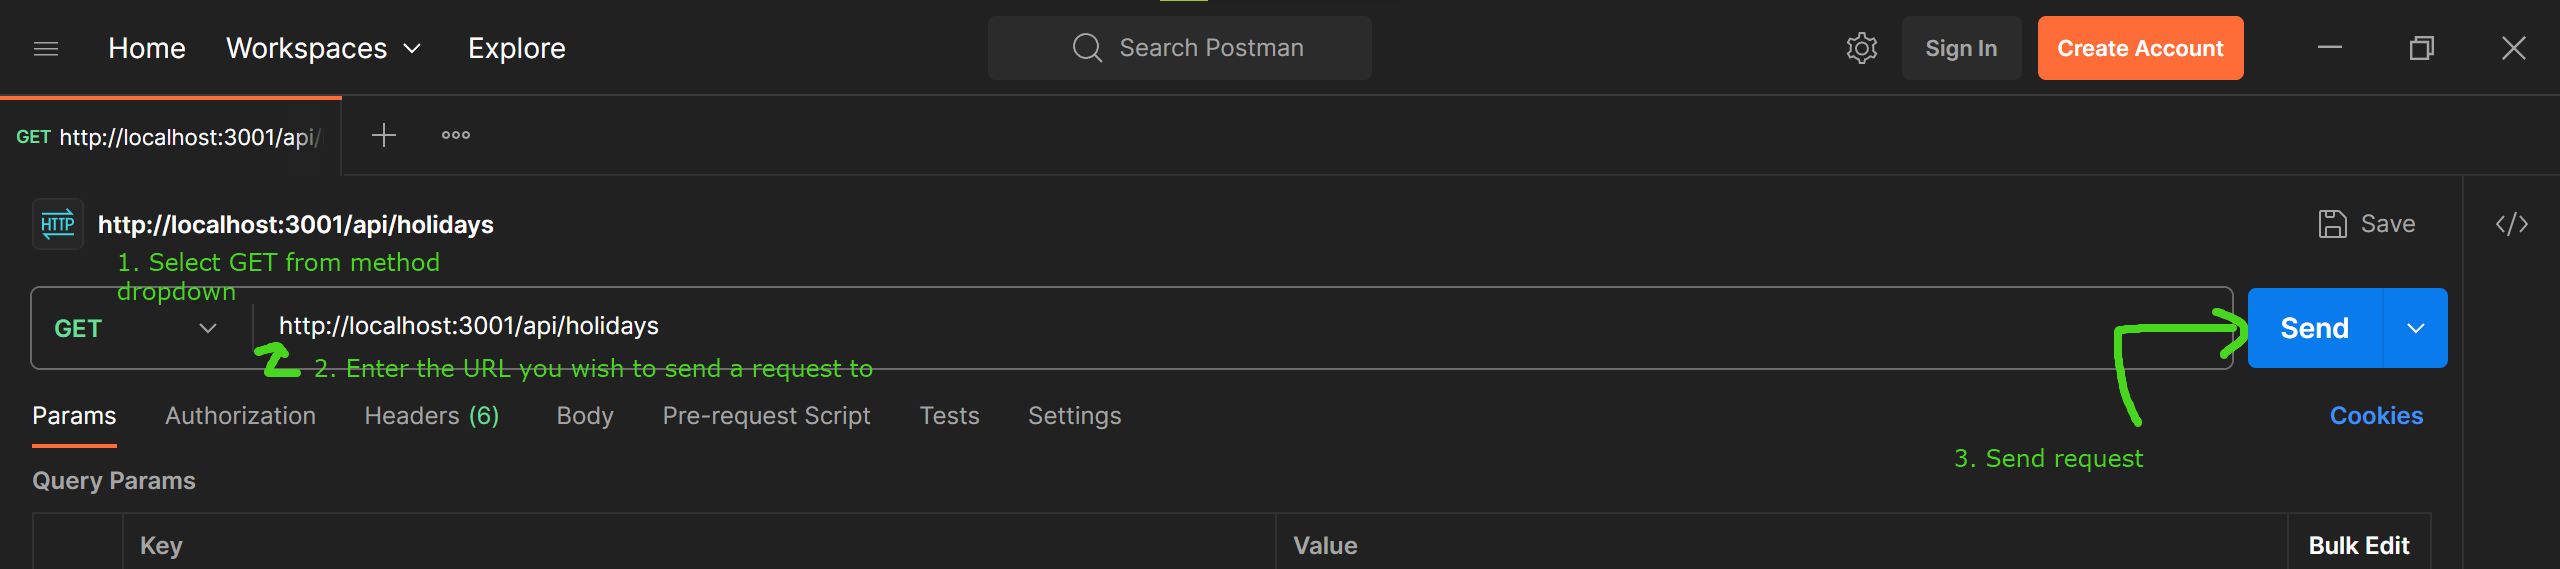 Home Workspaces Explore Search Postman Sign In Create Account
GET http://localhost:3001/api/
HTTP http://localhost:3001/api/holidays Save </>
1. Select GET from method
dropdown
GET http://localhost:3001/api/holidays Send
2. Enter the URL you wish to send a request to
Params Authorization Headers (6) Body Pre-request Script Tests Settings Cookies
3. Send request
Query Params
Key Value Bulk Edit